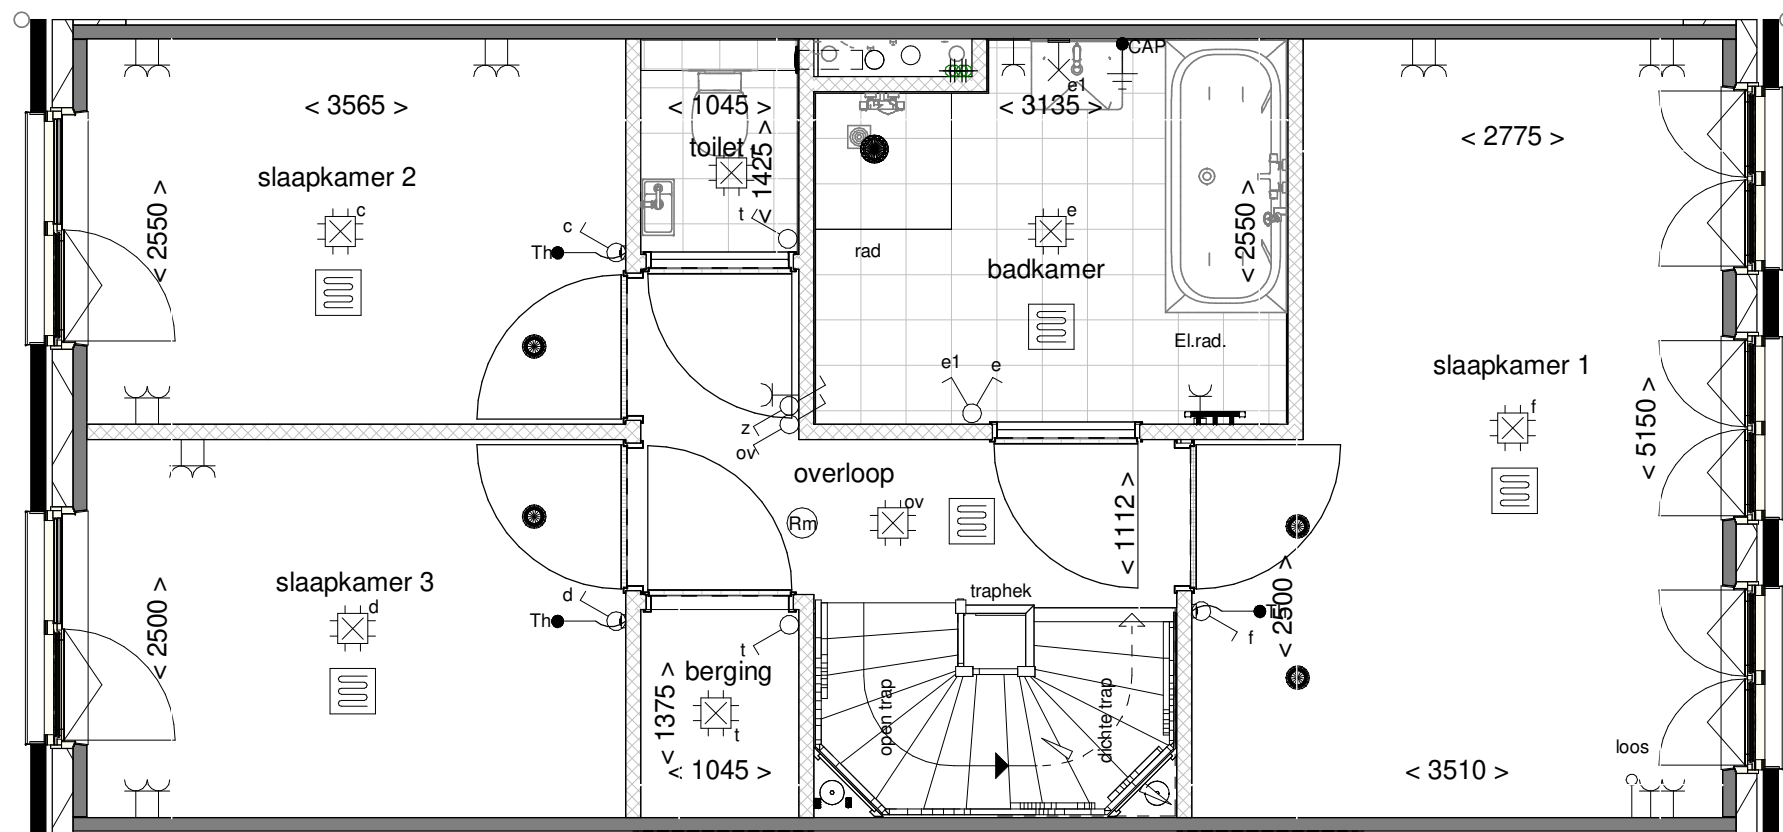 CAP
e1
< 3565 >
< 1045 >
< 3135 >
< 2775 >
toilet
< 1425 >
slaapkamer 2
c
c
Th
t
e
rad
badkamer
< 2550 >
< 2550 >
El.rad.
e1
e
slaapkamer 1
f
< 5150 >
z
ov
overloop
ov
Rm
< 1112 >
slaapkamer 3
d
d
Th
< 2500 >
traphek
Th
f
< 2500 >
t
berging
< 1375 >
t
< 1045 >
open trap
dichte trap
loos
< 3510 >